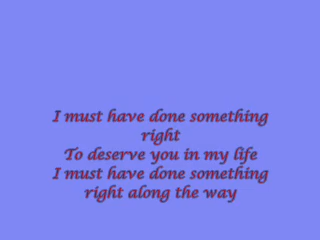 I must have done something
right
To deserve you in my life
I must have done something
right along the way